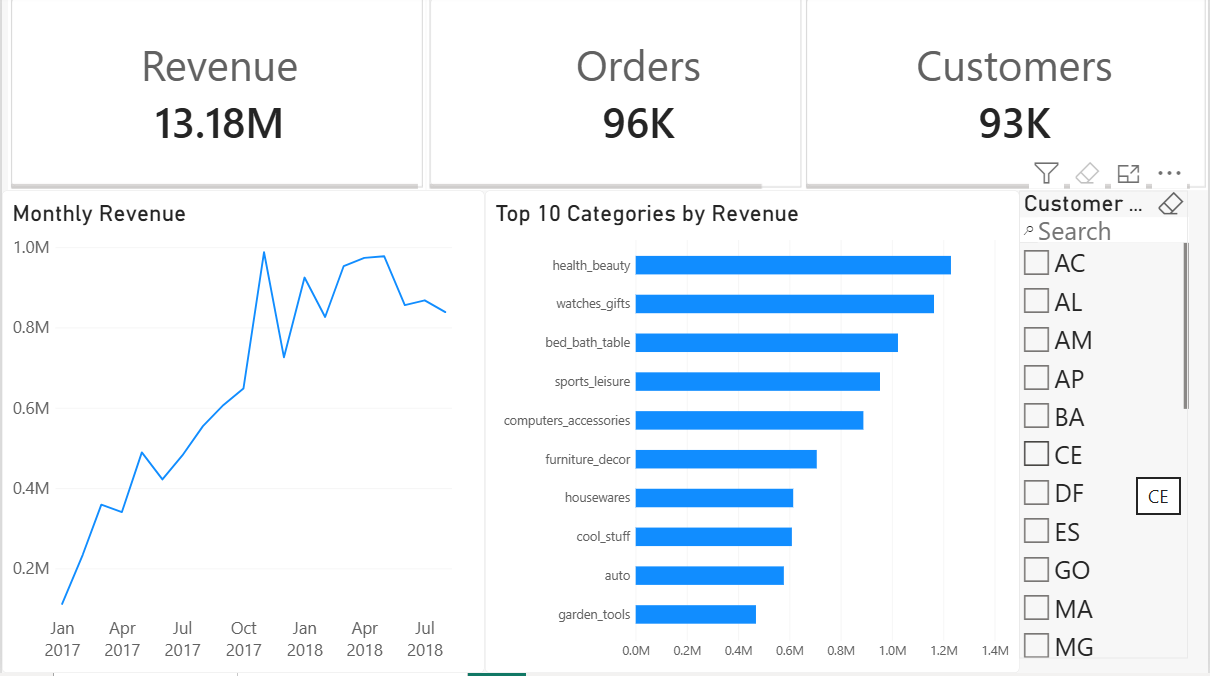 Revenue
13.18M
Orders
96K
Customers
93K
Monthly Revenue
1.0M
0.8M
0.6M
0.4M
0.2M
Jan 2017
Apr 2017
Jul 2017
Oct 2017
Jan 2018
Apr 2018
Jul 2018
Top 10 Categories by Revenue
health_beauty
watches_gifts
bed_bath_table
sports_leisure
computers_accessories
furniture_decor
housewares
cool_stuff
auto
garden_tools
0.0M 0.2M 0.4M 0.6M 0.8M 1.0M 1.2M 1.4M
Customer ...
Search
AC
AL
AM
AP
BA
CE
DF
CE
ES
GO
MA
MG